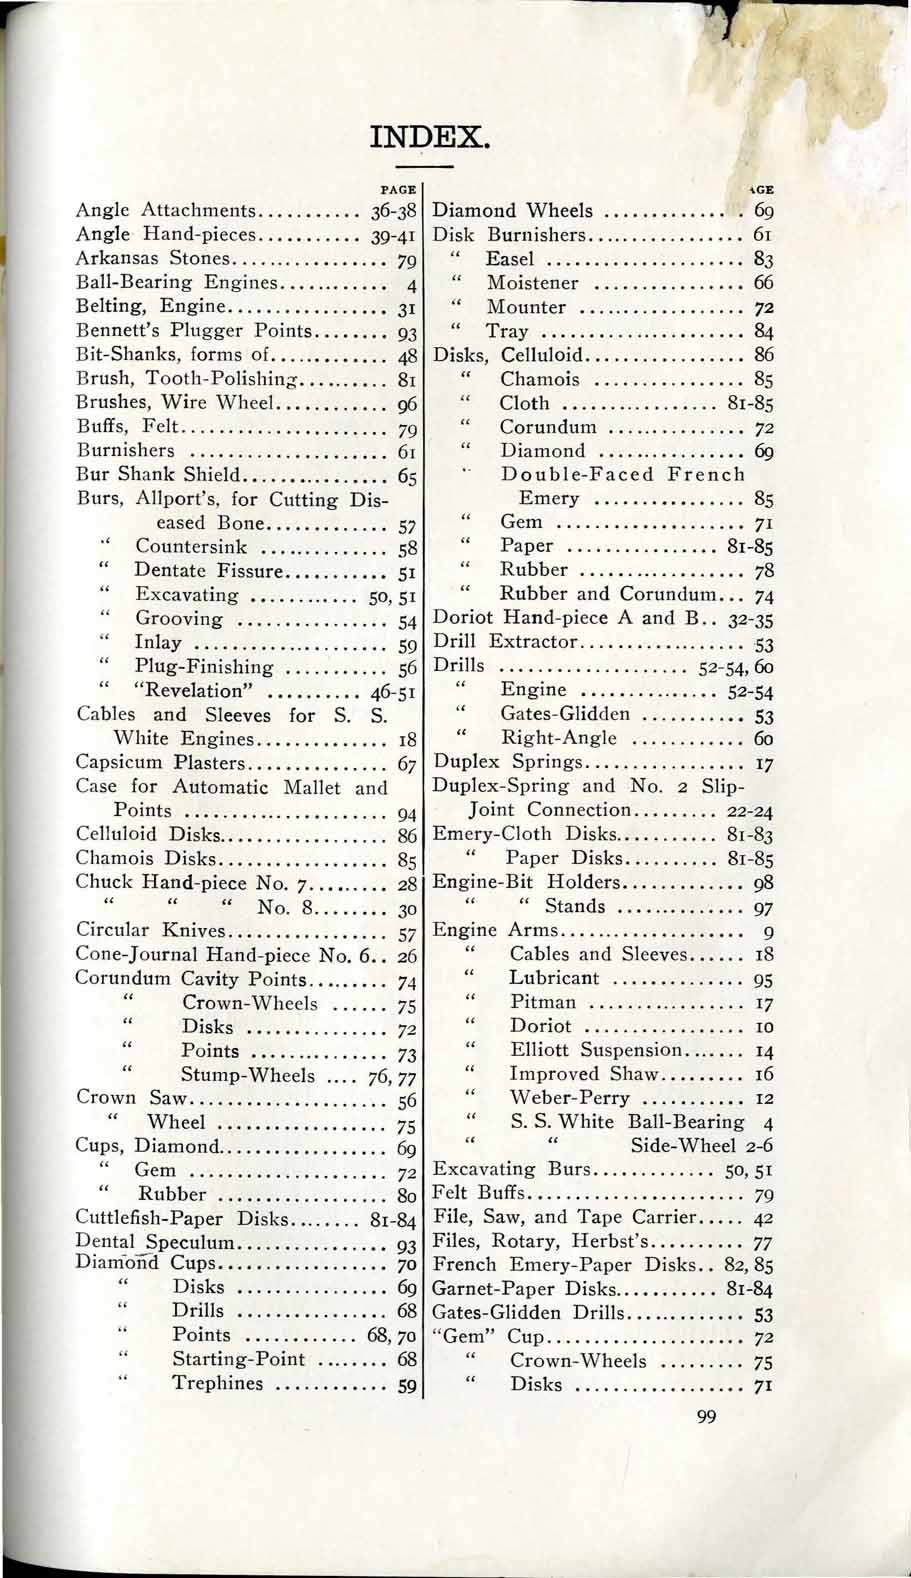 INDEX.
PAGE
Angle Attachments........... 36-38
Angle Hand-pieces........... 39-41
Arkansas Stones................ 79
Ball-Bearing Engines............ 4
Belting, Engine................. 31
Bennett's Plugger Points........ 93
Bit-Shanks, forms of............ 48
Brush, Tooth-Polishing.......... 81
Brushes, Wire Wheel............ 96
Buffs, Felt...................... 79
Burnishers ..................... 61
Bur Shank Shield................ 65
Burs, Allport's, for Cutting Dis-
eased Bone............. 57
“ Countersink .............. 58
“ Dentate Fissure........... 51
“ Excavating ............ 50, 51
“ Grooving ................ 54
“ Inlay .................... 59
“ Plug-Finishing ........... 56
“ “Revelation” .......... 46-51
Cables and Sleeves for S. S.
White Engines.............. 18
Capsicum Plasters............... 67
Case for Automatic Mallet and
Points ..................... 94
Celluloid Disks.................. 86
Chamois Disks.................. 85
Chuck Hand-piece No. 7......... 28
“ “ “ No. 8........ 30
Circular Knives................. 57
Cone-Journal Hand-piece No. 6.. 26
Corundum Cavity Points......... 74
“ Crown-Wheels ...... 75
“ Disks ............... 72
“ Points .............. 73
“ Stump-Wheels .... 76, 77
Crown Saw..................... 56
“ Wheel .................. 75
Cups, Diamond.................. 69
“ Gem ..................... 72
“ Rubber .................. 80
Cuttlefish-Paper Disks........ 81-84
Dental Speculum................ 93
Diamond Cups.................. 70
“ Disks ................ 69
“ Drills ................ 68
“ Points ............ 68, 70
“ Starting-Point ........ 68
“ Trephines ............ 59
AGE
Diamond Wheels .............. 69
Disk Burnishers................. 61
“ Easel ..................... 83
“ Moistener ................ 66
“ Mounter ................. 72
“ Tray ...................... 84
Disks, Celluloid................. 86
“ Chamois ................ 85
“ Cloth ................. 81-85
“ Corundum .............. 72
“ Diamond ............... 69
“ Double-Faced French
Emery ................ 85
“ Gem .................... 71
“ Paper ................ 81-85
“ Rubber .................. 78
“ Rubber and Corundum... 74
Doriot Hand-piece A and B.. 32-35
Drill Extractor.................. 53
Drills .................... 52-54, 60
“ Engine ............... 52-54
“ Gates-Glidden ........... 53
“ Right-Angle ............ 60
Duplex Springs................. 17
Duplex-Spring and No. 2 Slip-
Joint Connection......... 22-24
Emery-Cloth Disks........... 81-83
“ Paper Disks.......... 81-85
Engine-Bit Holders............. 98
“ “ Stands .............. 97
Engine Arms.................... 9
“ Cables and Sleeves...... 18
“ Lubricant .............. 95
“ Pitman ................. 17
“ Doriot ................. 10
“ Elliott Suspension....... 14
“ Improved Shaw......... 16
“ Weber-Perry ........... 12
“ S. S. White Ball-Bearing 4
“ “ Side-Wheel 2-6
Excavating Burs............. 50, 51
Felt Buffs....................... 79
File, Saw, and Tape Carrier..... 42
Files, Rotary, Herbst's.......... 77
French Emery-Paper Disks.. 82, 85
Garnet-Paper Disks........... 81-84
Gates-Glidden Drills............. 53
“Gem” Cup..................... 72
“ Crown-Wheels ......... 75
“ Disks .................. 71
99